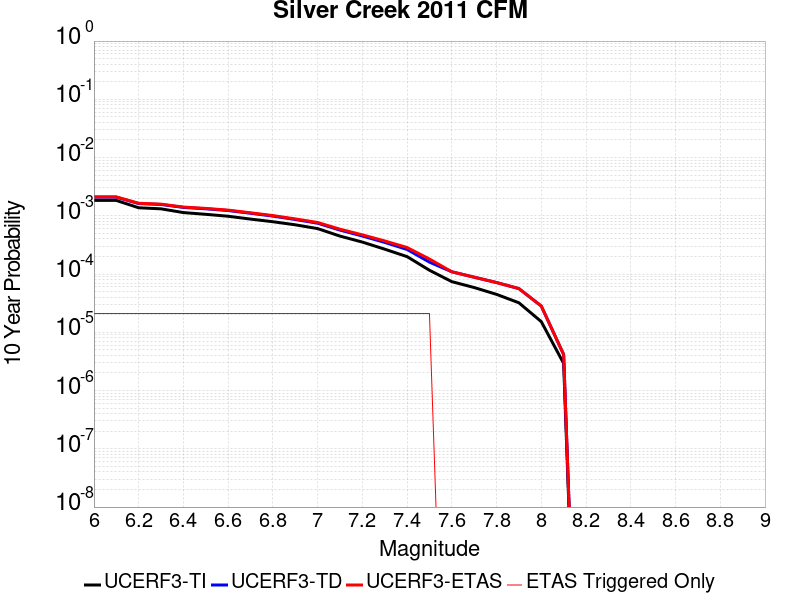 Silver Creek 2011 CFM
10 Year Probability
10 0
10 -1
10 -2
10 -3
10 -4
10 -5
10 -6
10 -7
10 -8
6 6.2 6.4 6.6 6.8 7 7.2 7.4 7.6 7.8 8 8.2 8.4 8.6 8.8 9
Magnitude
UCERF3-TI UCERF3-TD UCERF3-ETAS ETAS Triggered Only